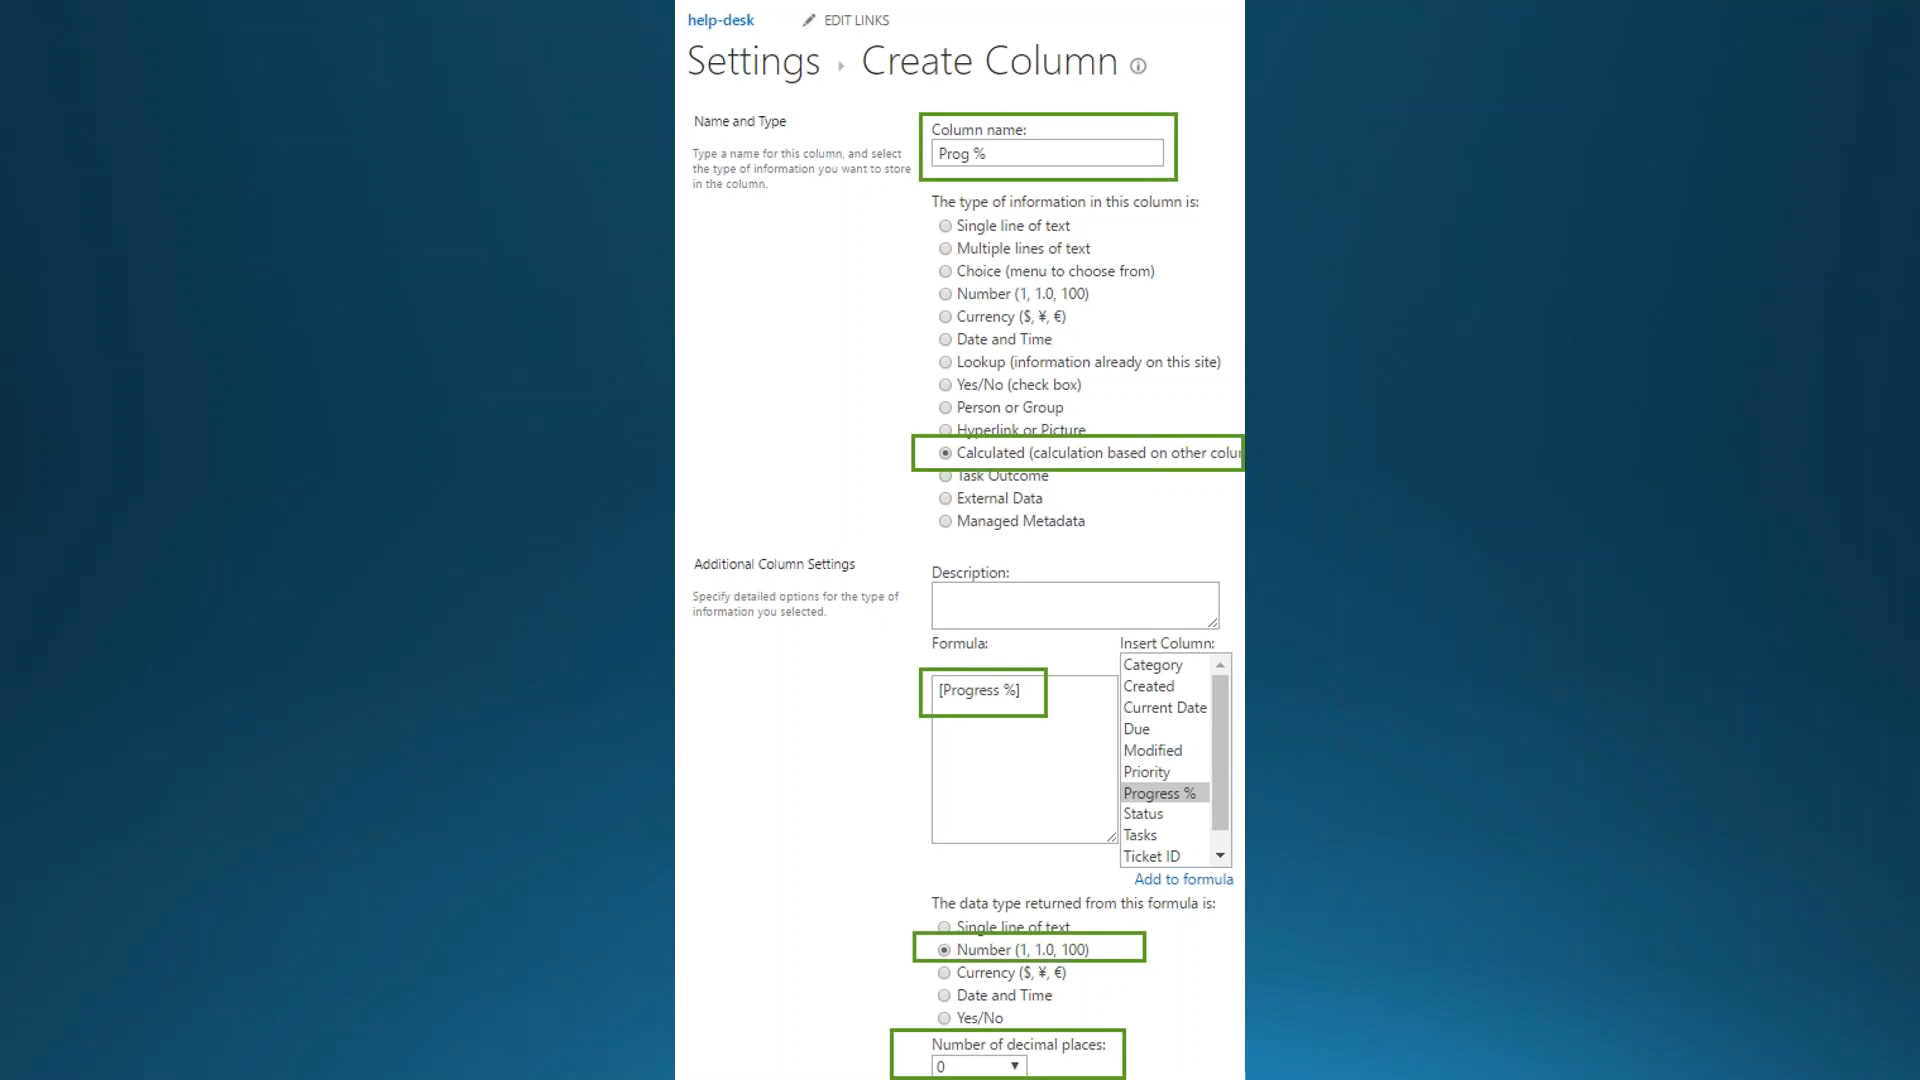 help-desk EDIT LINKS
Settings Create Column
Name and Type
Type a name for this column, and select
the type of information you want to store
in the column.
Column name:
Prog %
The type of information in this column is:
Single line of text
Multiple lines of text
Choice (menu to choose from)
Number (1, 1.0, 100)
Currency ($, ¥, €)
Date and Time
Lookup (information already on this site)
Yes/No (check box)
Person or Group
Hyperlink or Picture
Calculated (calculation based on other colu
Task Outcome
External Data
Managed Metadata
Additional Column Settings
Specify detailed options for the type of
information you selected.
Description:
Formula:
[Progress %]
Insert Column:
Category
Created
Current Date
Due
Modified
Priority
Progress %
Status
Tasks
Ticket ID
Add to formula
The data type returned from this formula is:
Single line of text
Number (1, 1.0, 100)
Currency ($, ¥, €)
Date and Time
Yes/No
Number of decimal places:
0